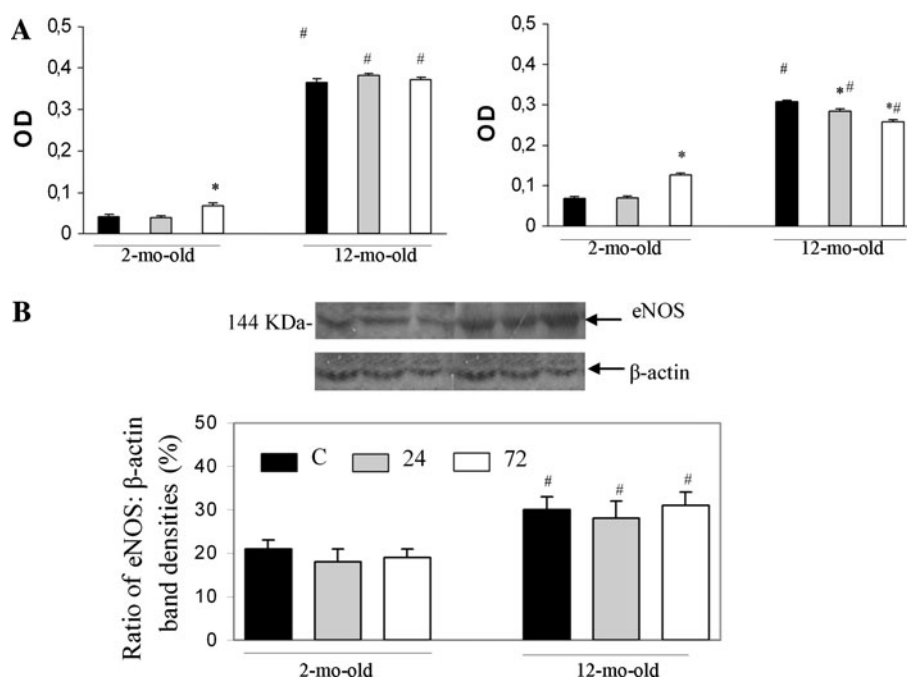 A
OD
0,5
0,4
0,3
0,2
0,1
0
*
#
#
#
2-mo-old
12-mo-old
OD
0,5
0,4
0,3
0,2
0,1
0
*
#
*#
*#
2-mo-old
12-mo-old
B
144 KDa-
eNOS
β-actin
Ratio of eNOS: β-actin
band densities (%)
50
40
30
20
10
0
C 24 72
# # #
2-mo-old
12-mo-old